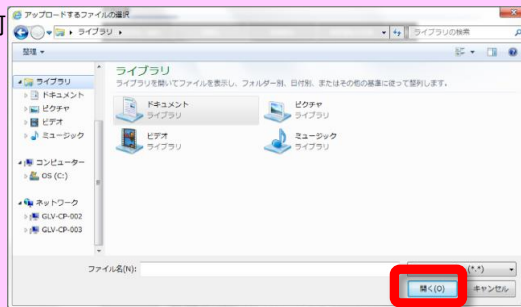 アップロードするファイルの選択
ライブラリ
ライブラリの検索
整理
ライブラリ
ドキュメント
ピクチャ
ビデオ
ミュージック
コンピューター
OS (C:)
ネットワーク
GLV-CP-002
GLV-CP-003
ライブラリ
ライブラリを開いてファイルを表示し、フォルダー別、日付別、またはその他の基準に従って整列します。
ドキュメント
ライブラリ
ピクチャ
ライブラリ
ビデオ
ライブラリ
ミュージック
ライブラリ
ファイル名(N):
(*.*)
開く(O)
キャンセル